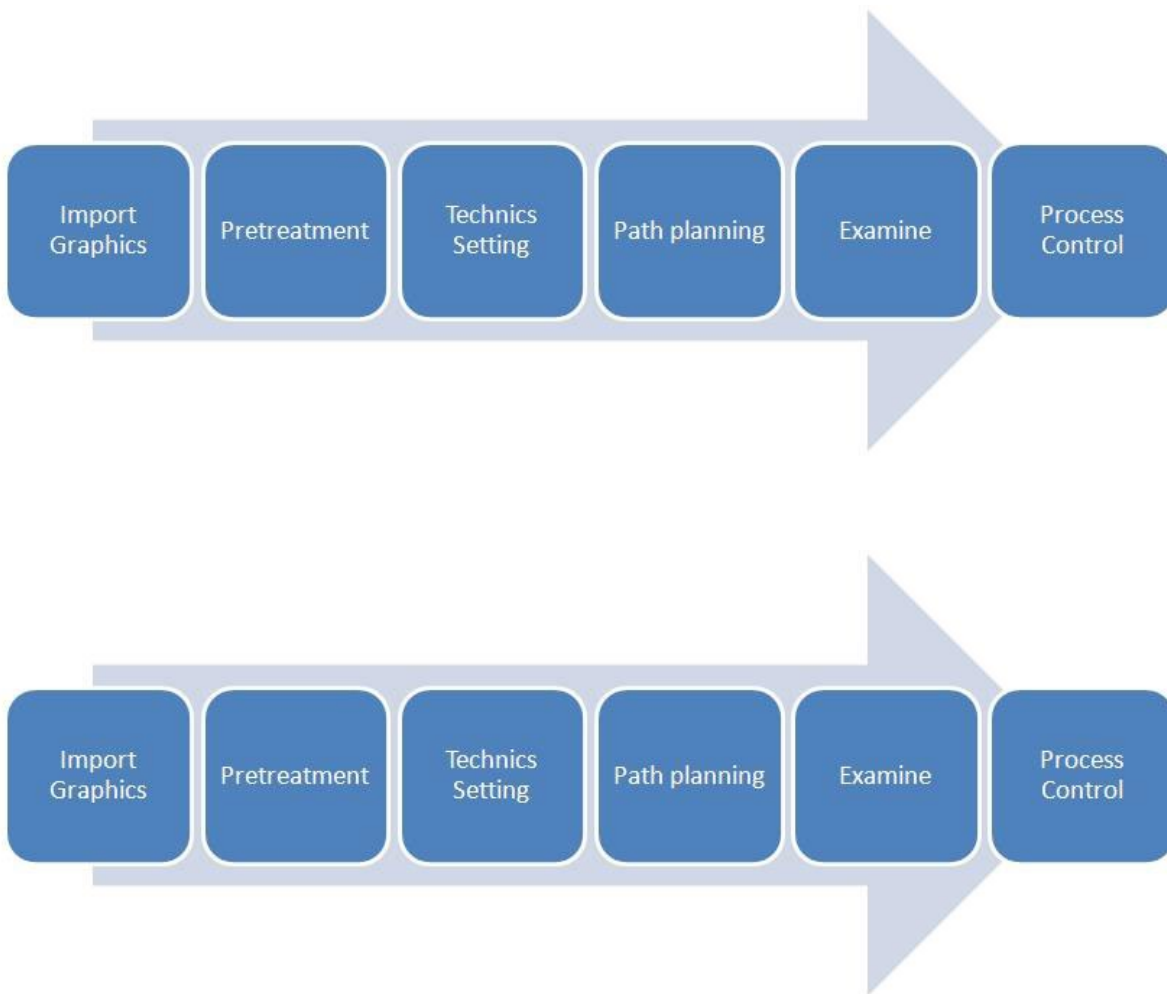 Import
Graphics
Pretreatment
Technics
Setting
Path planning
Examine
Process
Control
Import
Graphics
Pretreatment
Technics
Setting
Path planning
Examine
Process
Control